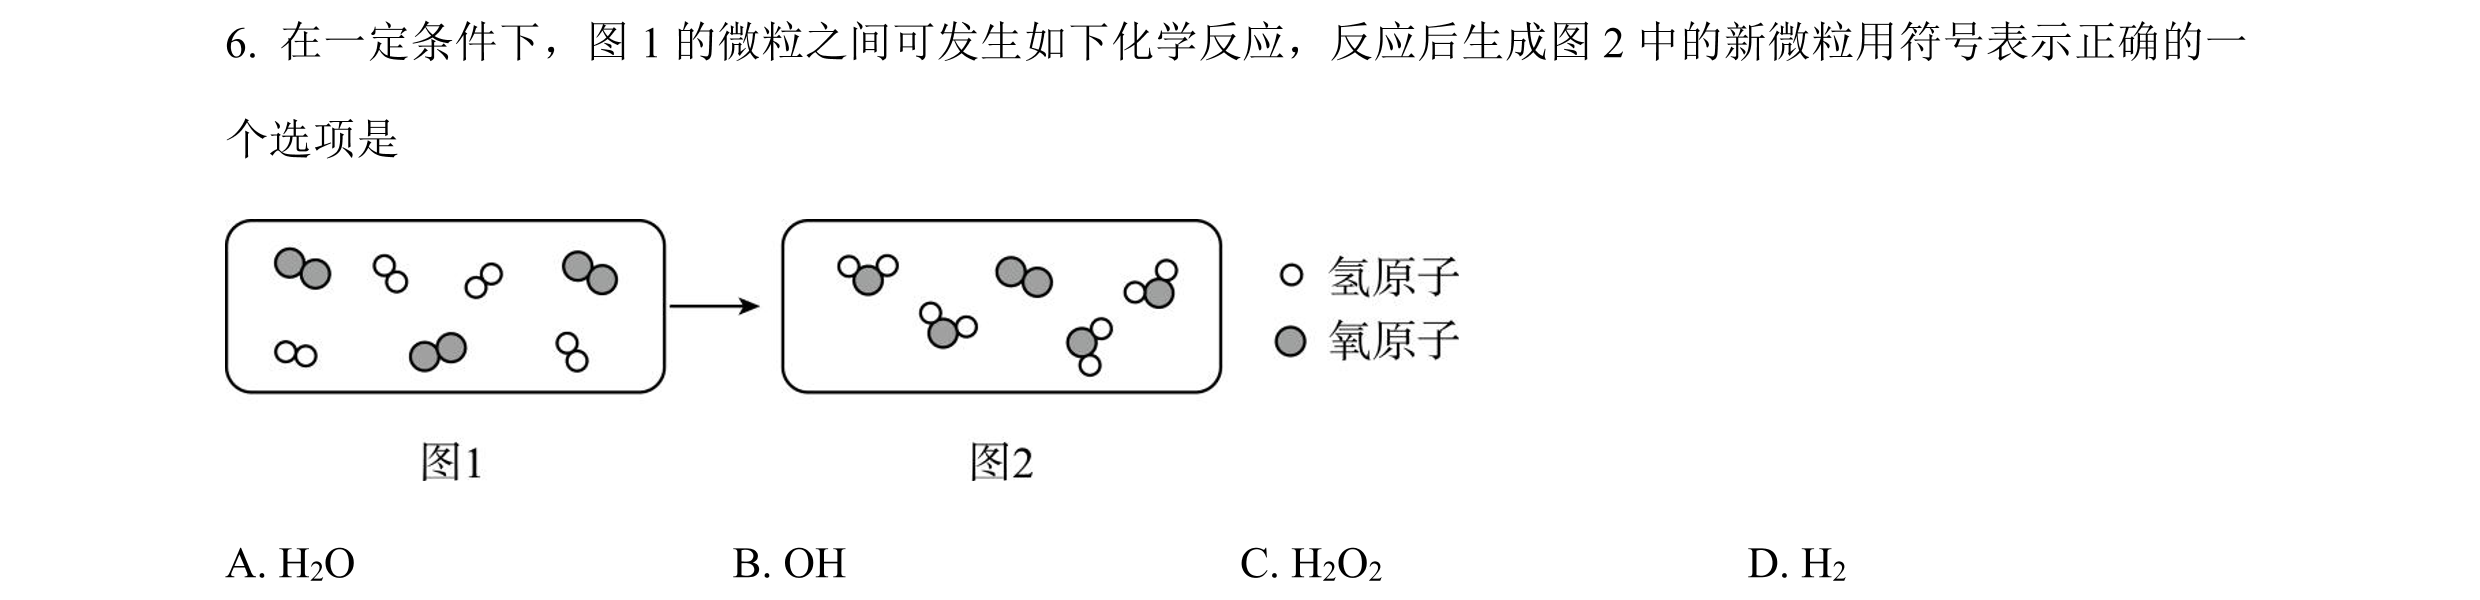 6. 在一定条件下，图 1 的微粒之间可发生如下化学反应，反应后生成图 2 中的新微粒用符号表示正确的一
个选项是
氢原子
氧原子
图1 图2
A. H₂O B. OH C. H₂O₂ D. H₂